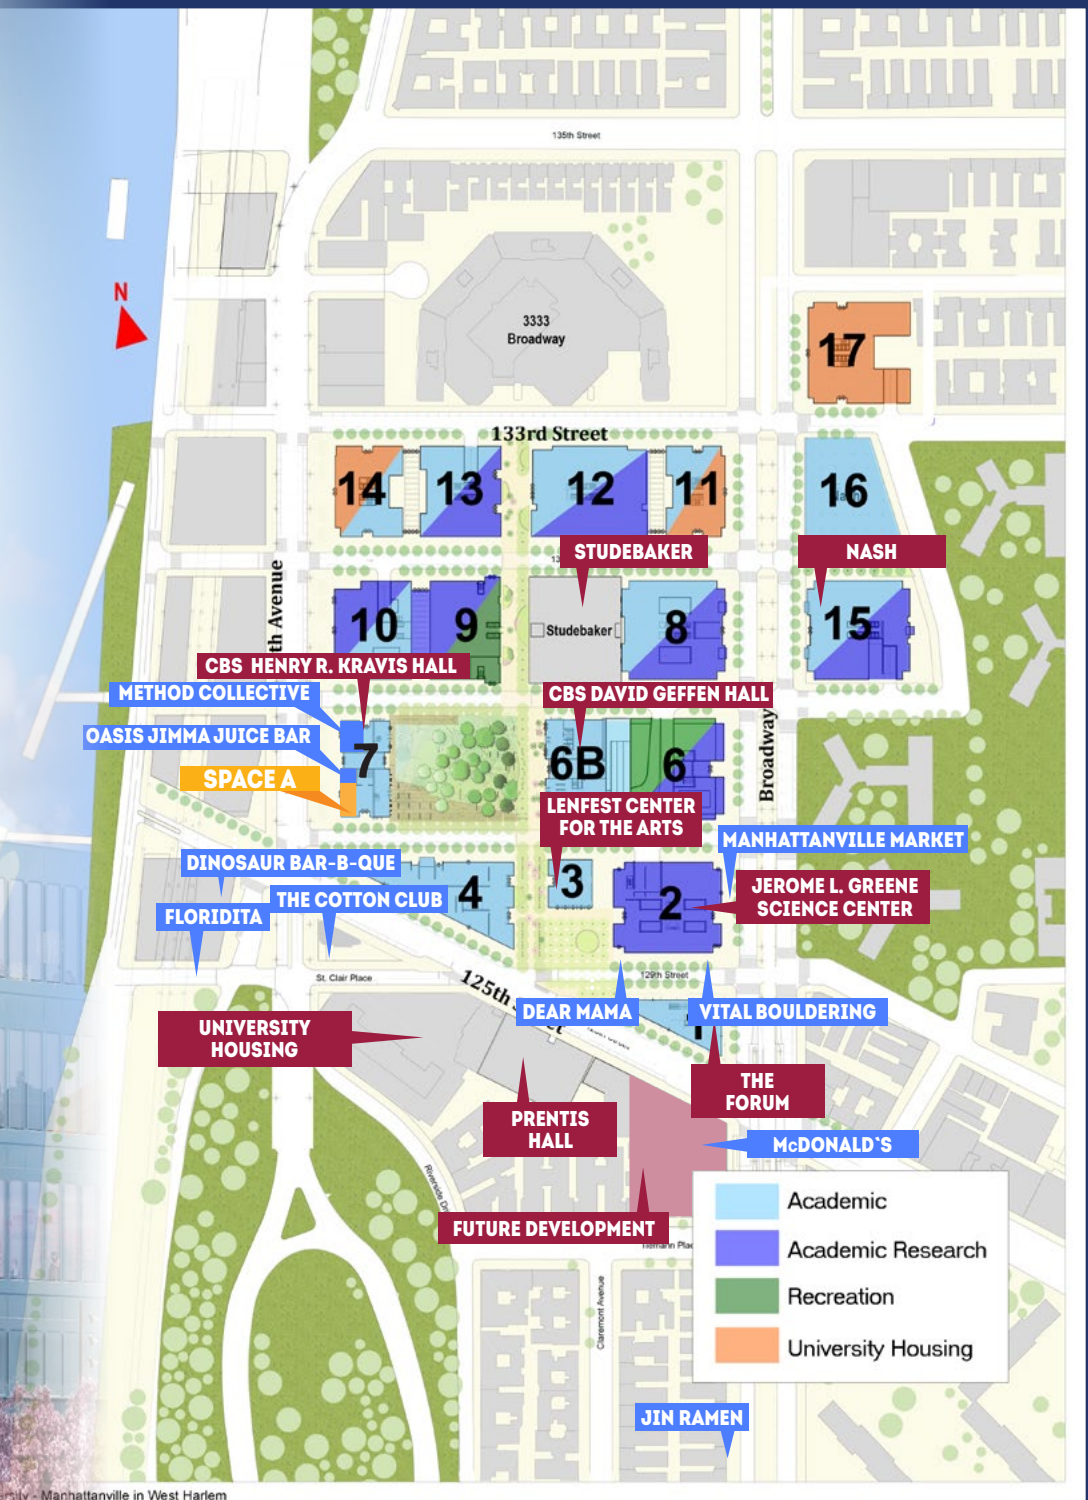 135th Street
N
3333
Broadway
17
133rd Street
14
13
12
11
16
STUDEBAKER
NASH
th Avenue
10
9
Studebaker
8
15
CBS HENRY R. KRAVIS HALL
METHOD COLLECTIVE
CBS DAVID GEFFEN HALL
OASIS JIMMA JUICE BAR
7
6B
6
Broadway
SPACE A
LENFEST CENTER
FOR THE ARTS
MANHATTANVILLE MARKET
DINOSAUR BAR-B-QUE
4
3
2
JEROME L. GREENE
SCIENCE CENTER
THE COTTON CLUB
FLORIDITA
St. Clair Place
125th
129th Street
DEAR MAMA
VITAL BOULDERING
1
UNIVERSITY
HOUSING
THE
FORUM
PRENTIS
HALL
McDONALD`S
Riverside
FUTURE DEVELOPMENT
Academic
Academic Research
Recreation
University Housing
Claremont Avenue
JIN RAMEN
- Manhattanville in West Harlem